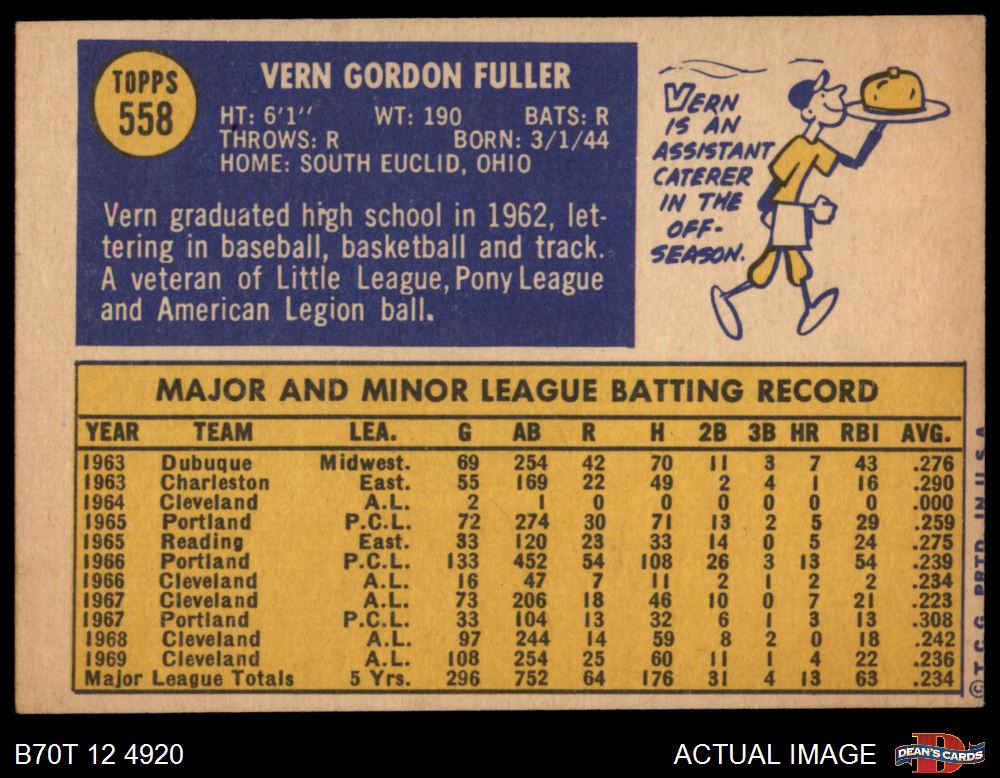 TOPPS
558
VERN GORDON FULLER
HT: 6'1" WT: 190 BATS: R
THROWS: R BORN: 3/1/44
HOME: SOUTH EUCLID, OHIO
Vern graduated high school in 1962, let-
tering in baseball, basketball and track.
A veteran of Little League, Pony League
and American Legion ball.
VERN
IS AN
ASSISTANT
CATERER
IN THE
OFF-
SEASON.
MAJOR AND MINOR LEAGUE BATTING RECORD
YEAR TEAM LEA. G AB R H 2B 3B HR RBI AVG.
1963 Dubuque Midwest. 69 254 42 70 11 3 7 43 .276
1963 Charleston East. 55 169 22 49 2 4 1 16 .290
1964 Cleveland A.L. 2 1 0 0 0 0 0 0 .000
1965 Portland P.C.L. 72 274 30 71 13 2 5 29 .259
1965 Reading East. 33 120 23 33 14 0 5 24 .275
1966 Portland P.C.L. 133 452 54 108 26 3 13 54 .239
1966 Cleveland A.L. 16 47 7 11 2 1 2 2 .234
1967 Cleveland A.L. 73 206 18 46 10 0 7 21 .223
1967 Portland P.C.L. 33 104 13 32 6 1 3 13 .308
1968 Cleveland A.L. 97 244 14 59 8 2 0 18 .242
1969 Cleveland A.L. 108 254 25 60 11 1 4 22 .236
Major League Totals 5 Yrs. 296 752 64 176 31 4 13 63 .234
© T.C.G. PRTD. IN U.S.A.
B70T 12 4920
ACTUAL IMAGE
DEAN'S CARDS